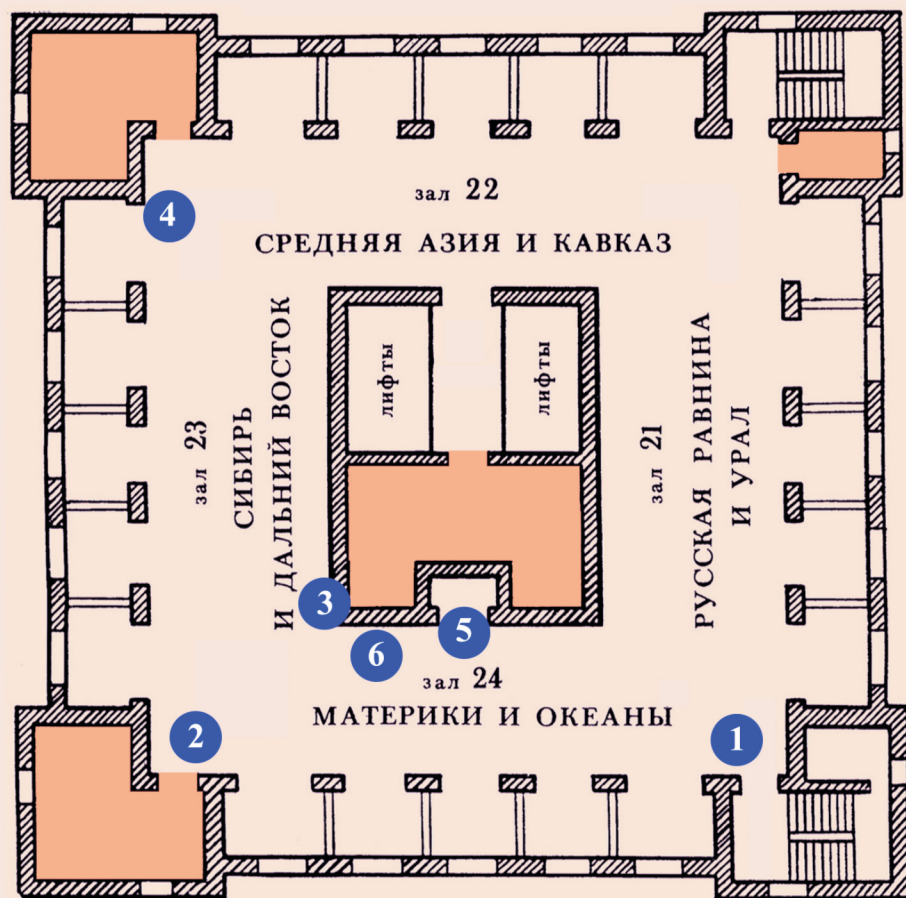 зал 22
4
СРЕДНЯЯ АЗИЯ И КАВКАЗ
лифты
лифты
зал 23
СИБИРЬ
И ДАЛЬНИЙ ВОСТОК
зал 21
РУССКАЯ РАВНИНА
И УРАЛ
3
5
6
зал 24
МАТЕРИКИ И ОКЕАНЫ
2
1